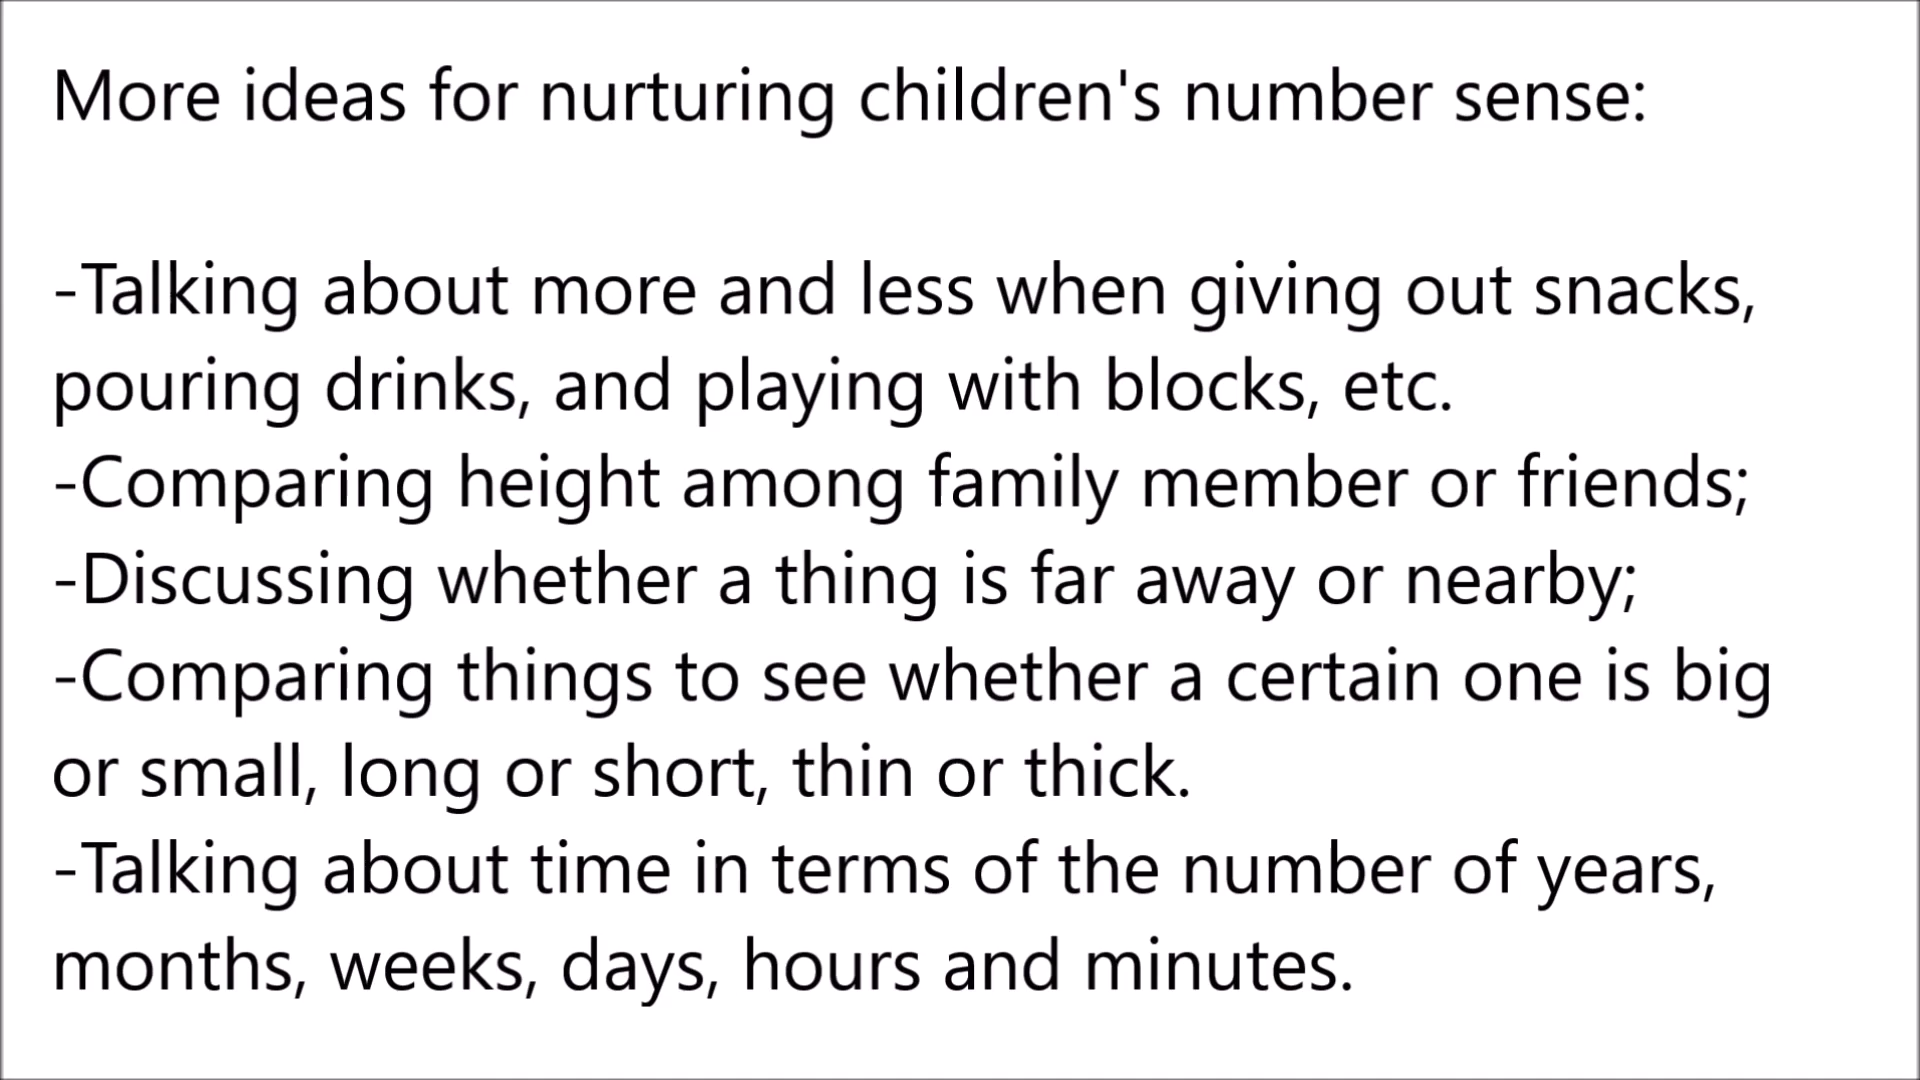 More ideas for nurturing children's number sense:
-Talking about more and less when giving out snacks,
pouring drinks, and playing with blocks, etc.
-Comparing height among family member or friends;
-Discussing whether a thing is far away or nearby;
-Comparing things to see whether a certain one is big
or small, long or short, thin or thick.
-Talking about time in terms of the number of years,
months, weeks, days, hours and minutes.